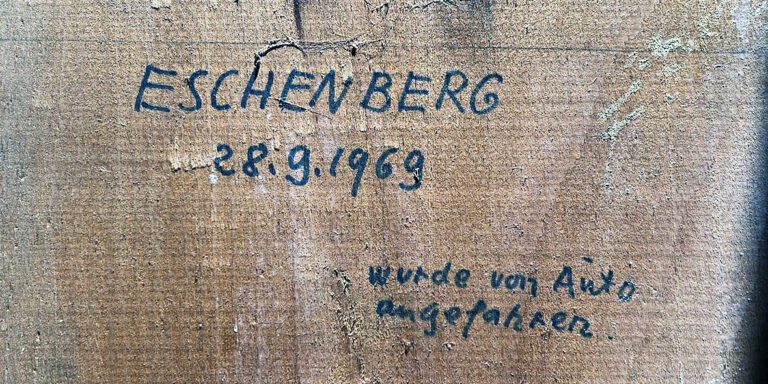 ESCHENBERG
28.9.1969
wurde von Auto
angefahren.